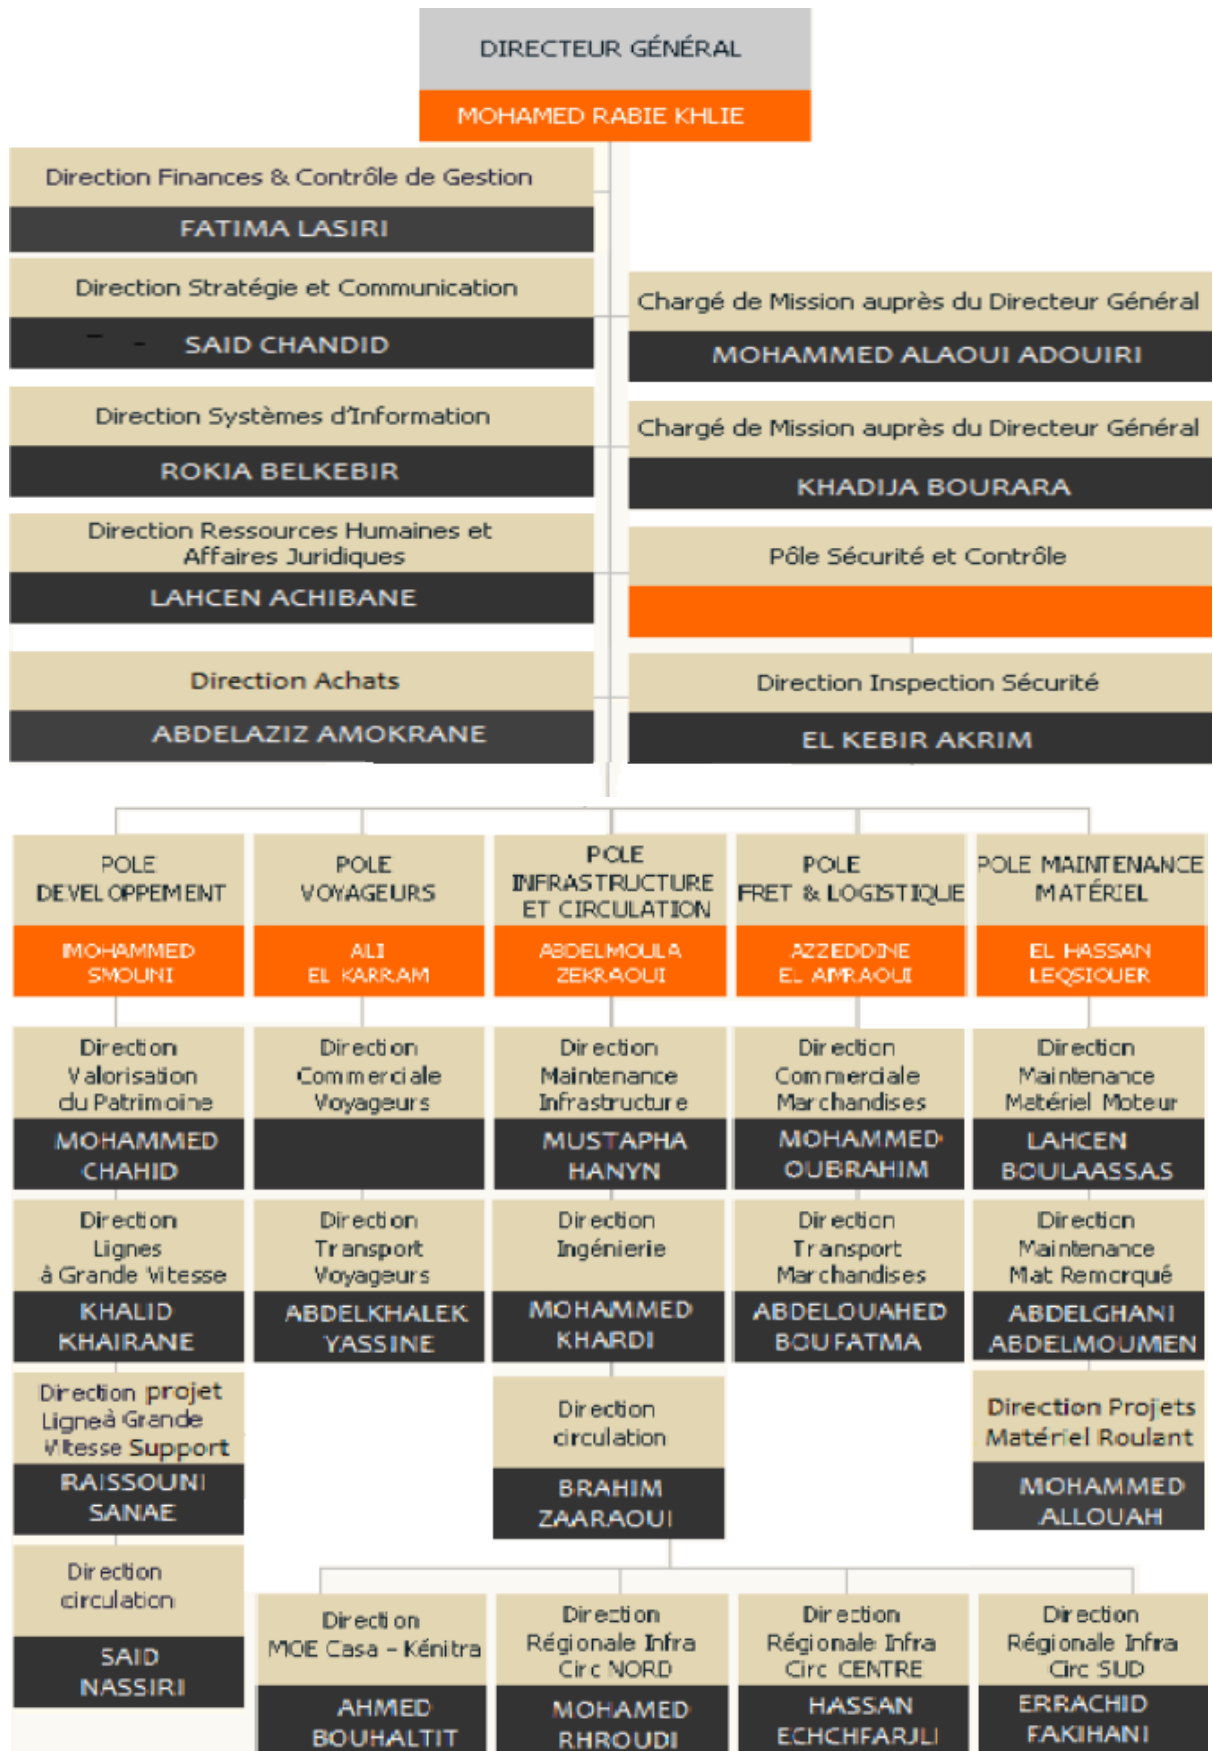 DIRECTEUR GÉNÉRAL
MOHAMED RABIE KHLIE
Direction Finances & Contrôle de Gestion
FATIMA LASIRI
Direction Stratégie et Communication
SAID CHANDID
Chargé de Mission auprès du Directeur Général
MOHAMMED ALAOUI ADOUIRI
Direction Systèmes d'Information
ROKIA BELKEBIR
Chargé de Mission auprès du Directeur Général
KHADIJA BOURARA
Direction Ressources Humaines et
Affaires Juridiques
LAHCEN ACHIBANE
Pôle Sécurité et Contrôle
Direction Achats
ABDELAZIZ AMOKRANE
Direction Inspection Sécurité
EL KEBIR AKRIM
POLE
DEVELOPPEMENT
MOHAMMED
SMOUNI
POLE
VOYAGEURS
ALI
EL KARRAM
POLE
INFRASTRUCTURE
ET CIRCULATION
ABDELMOULA
ZEKRAOUI
POLE
FRET & LOGISTIQUE
AZZEDDINE
EL AMRAOUI
POLE MAINTENANCE
MATÉRIEL
EL HASSAN
LEQSIOUER
Direction
Valorisation
du Patrimoine
MOHAMMED
CHAHID
Direction
Commerciale
Voyageurs
Direction
Maintenance
Infrastructure
MUSTAPHA
HANYN
Direction
Commerciale
Marchandises
MOHAMMED
OUBRAHIM
Direction
Maintenance
Matériel Moteur
LAHCEN
BOULAASSAS
Direction
Lignes
à Grande Vitesse
KHALID
KHAIRANE
Direction
Transport
Voyageurs
ABDELKHALEK
YASSINE
Direction
Ingénierie
MOHAMMED
KHARDI
Direction
Transport
Marchandises
ABDELOUAHED
BOUFATMA
Direction
Maintenance
Mat Remorqué
ABDELGHANI
ABDELMOUMEN
Direction projet
Ligne à Grande
Vitesse Support
RAISSOUNI
SANAE
Direction
circulation
BRAHIM
ZAARAOUI
Direction Projets
Matériel Roulant
MOHAMMED
ALLOUAH
Direction
circulation
SAID
NASSIRI
Direction
MOE Casa - Kénitra
AHMED
BOUHALTIT
Direction
Régionale Infra
Circ NORD
MOHAMED
RHROUDI
Direction
Régionale Infra
Circ CENTRE
HASSAN
ECHCHFARJLI
Direction
Régionale Infra
Circ SUD
ERRACHID
FAKIHANI